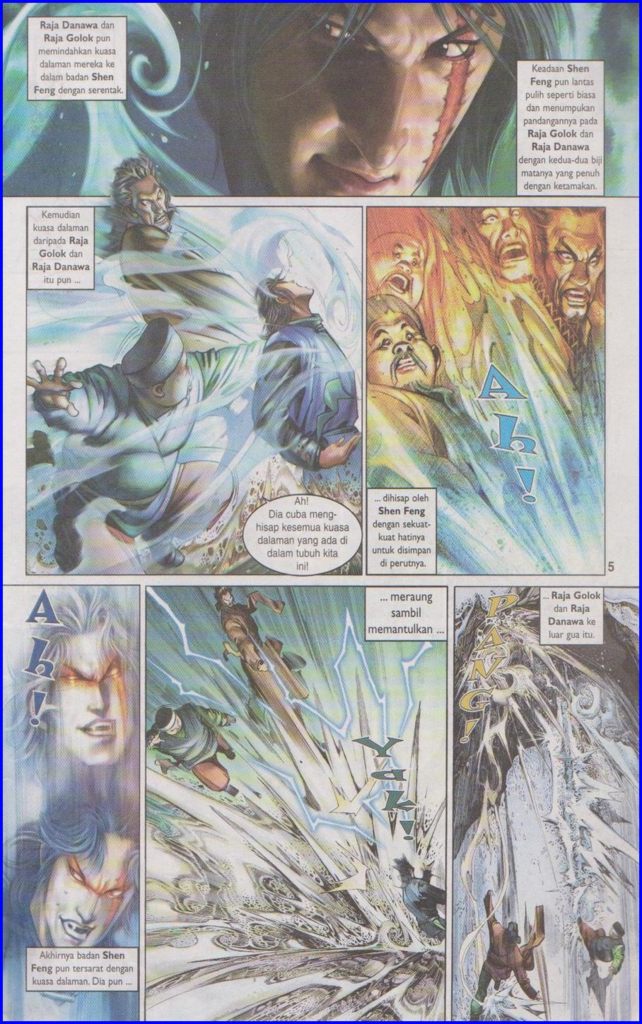 Raja Danawa dan
Raja Golok pun
memindahkan kuasa
dalaman mereka ke
dalam badan Shen
Feng dengan serentak.
Keadaan Shen
Feng pun lantas
pulih seperti biasa
dan menumpukan
pandangannya pada
Raja Golok dan
Raja Danawa
dengan kedua-dua biji
matanya yang penuh
dengan ketamakan.
Kemudian
kuasa dalaman
daripada Raja
Golok dan
Raja Danawa
itu pun ...
Ah!
Dia cuba meng-
hisap kesemua kuasa
dalaman yang ada di
dalam tubuh kita
ini!
Ah!
... dihisap oleh
Shen Feng
dengan sekuat-
kuat hatinya
untuk disimpan
di perutnya.
5
Ah!
Akhirnya badan Shen
Feng pun tersarat dengan
kuasa dalaman. Dia pun ...
... meraung
sambil
memantulkan ...
Yak!
... Raja Golok
dan Raja
Danawa ke
luar gua itu.
PANG!